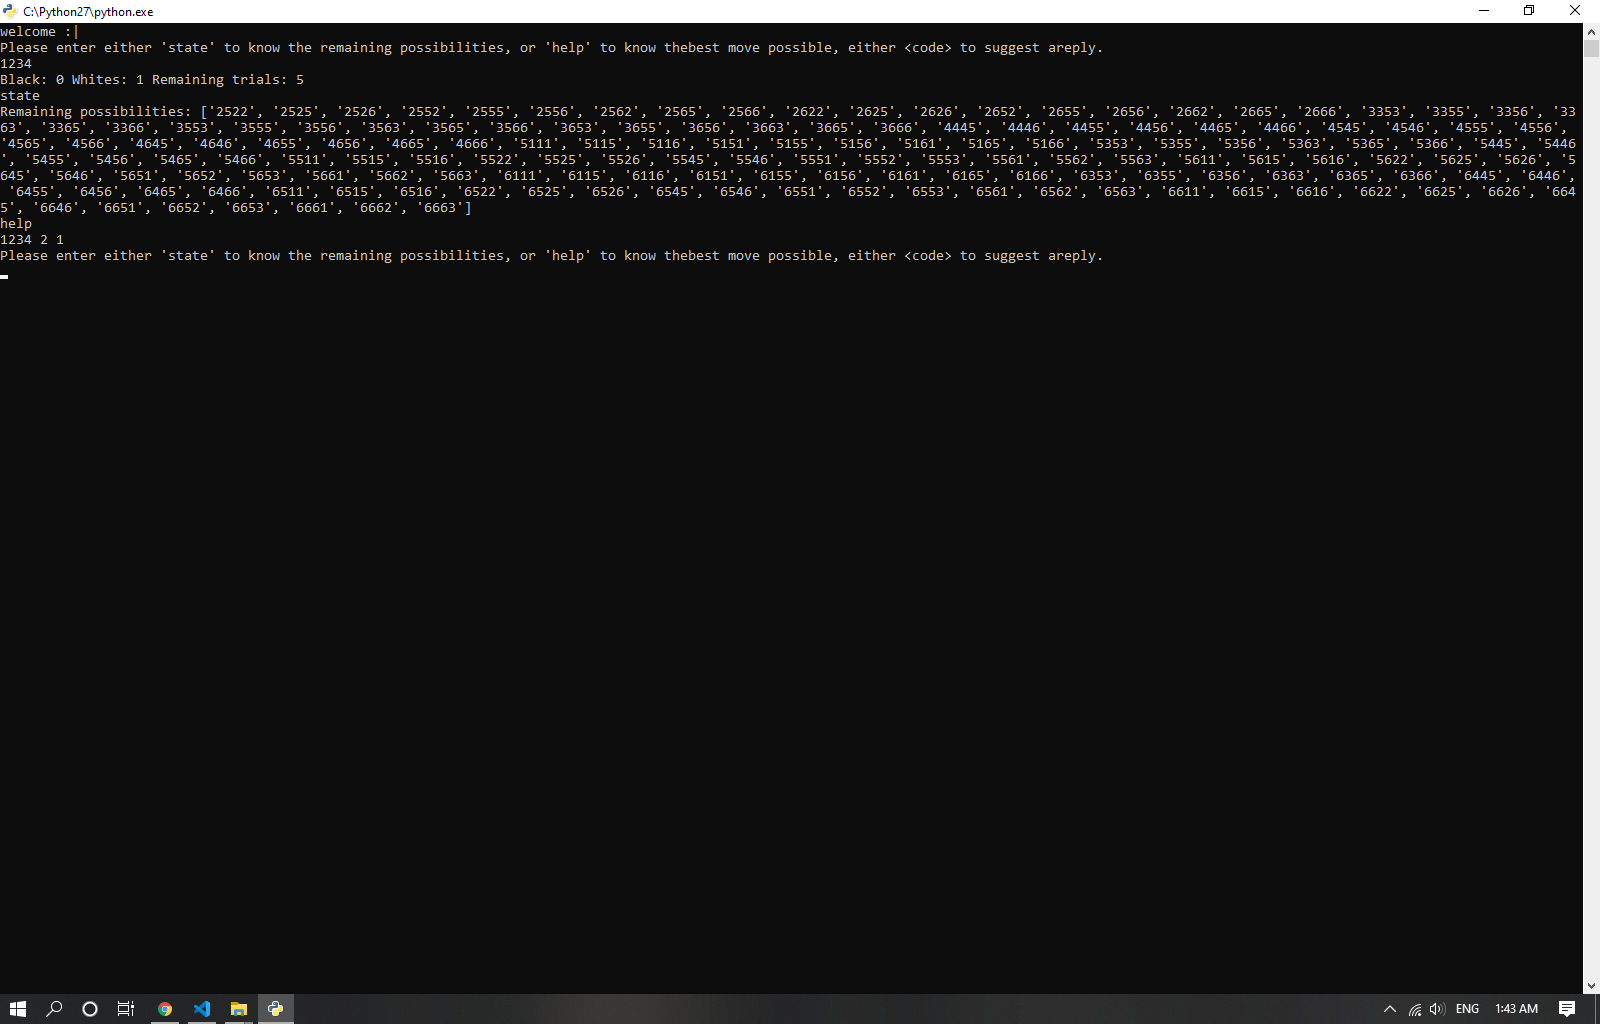 C:\Python27\python.exe
welcome :|
Please enter either 'state' to know the remaining possibilities, or 'help' to know thebest move possible, either <code> to suggest areply.
1234
Black: 0 Whites: 1 Remaining trials: 5
state
Remaining possibilities: ['2522', '2525', '2526', '2552', '2555', '2556', '2562', '2565', '2566', '2622', '2625', '2626', '2652', '2655', '2656', '2662', '2665', '2666', '3353', '3355', '3356', '33
63', '3365', '3366', '3553', '3555', '3556', '3563', '3565', '3566', '3653', '3655', '3656', '3663', '3665', '3666', '4445', '4446', '4455', '4456', '4465', '4466', '4545', '4546', '4555', '4556',
'4565', '4566', '4645', '4646', '4655', '4656', '4665', '4666', '5111', '5115', '5116', '5151', '5155', '5156', '5161', '5165', '5166', '5353', '5355', '5356', '5363', '5365', '5366', '5445', '5446
', '5455', '5456', '5465', '5466', '5511', '5515', '5516', '5522', '5525', '5526', '5545', '5546', '5551', '5552', '5553', '5561', '5562', '5563', '5611', '5615', '5616', '5622', '5625', '5626', '5
645', '5646', '5651', '5652', '5653', '5661', '5662', '5663', '6111', '6115', '6116', '6151', '6155', '6156', '6161', '6165', '6166', '6353', '6355', '6356', '6363', '6365', '6366', '6445', '6446',
'6455', '6456', '6465', '6466', '6511', '6515', '6516', '6522', '6525', '6526', '6545', '6546', '6551', '6552', '6553', '6561', '6562', '6563', '6611', '6615', '6616', '6622', '6625', '6626', '664
5', '6646', '6651', '6652', '6653', '6661', '6662', '6663']
help
1234 2 1
Please enter either 'state' to know the remaining possibilities, or 'help' to know thebest move possible, either <code> to suggest areply.
ENG
1:43 AM